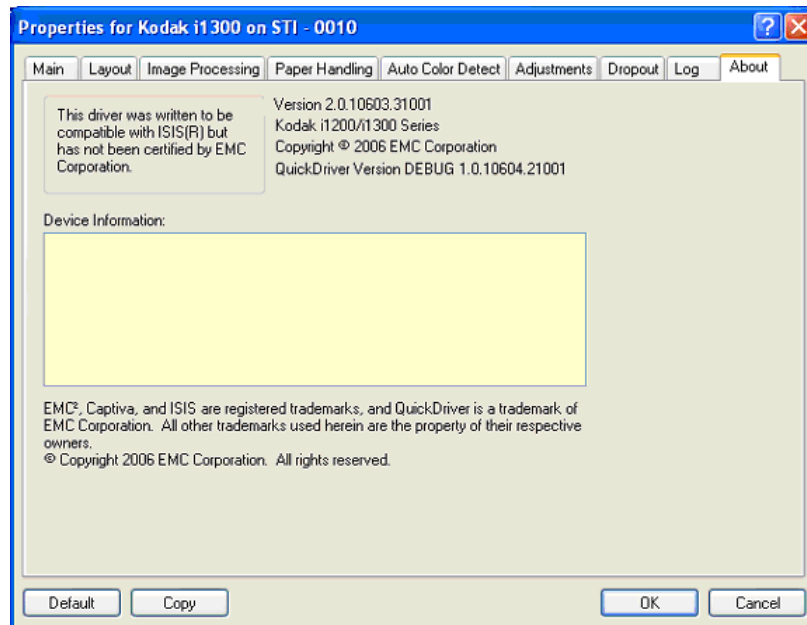 Properties for Kodak i1300 on STI - 0010
?
X
Main
Layout
Image Processing
Paper Handling
Auto Color Detect
Adjustments
Dropout
Log
About
This driver was written to be
compatible with ISIS(R) but
has not been certified by EMC
Corporation.
Version 2.0.10603.31001
Kodak i1200/i1300 Series
Copyright © 2006 EMC Corporation
QuickDriver Version DEBUG 1.0.10604.21001
Device Information:
EMC², Captiva, and ISIS are registered trademarks, and QuickDriver is a trademark of
EMC Corporation.  All other trademarks used herein are the property of their respective
owners.
© Copyright 2006 EMC Corporation.  All rights reserved.
Default
Copy
OK
Cancel